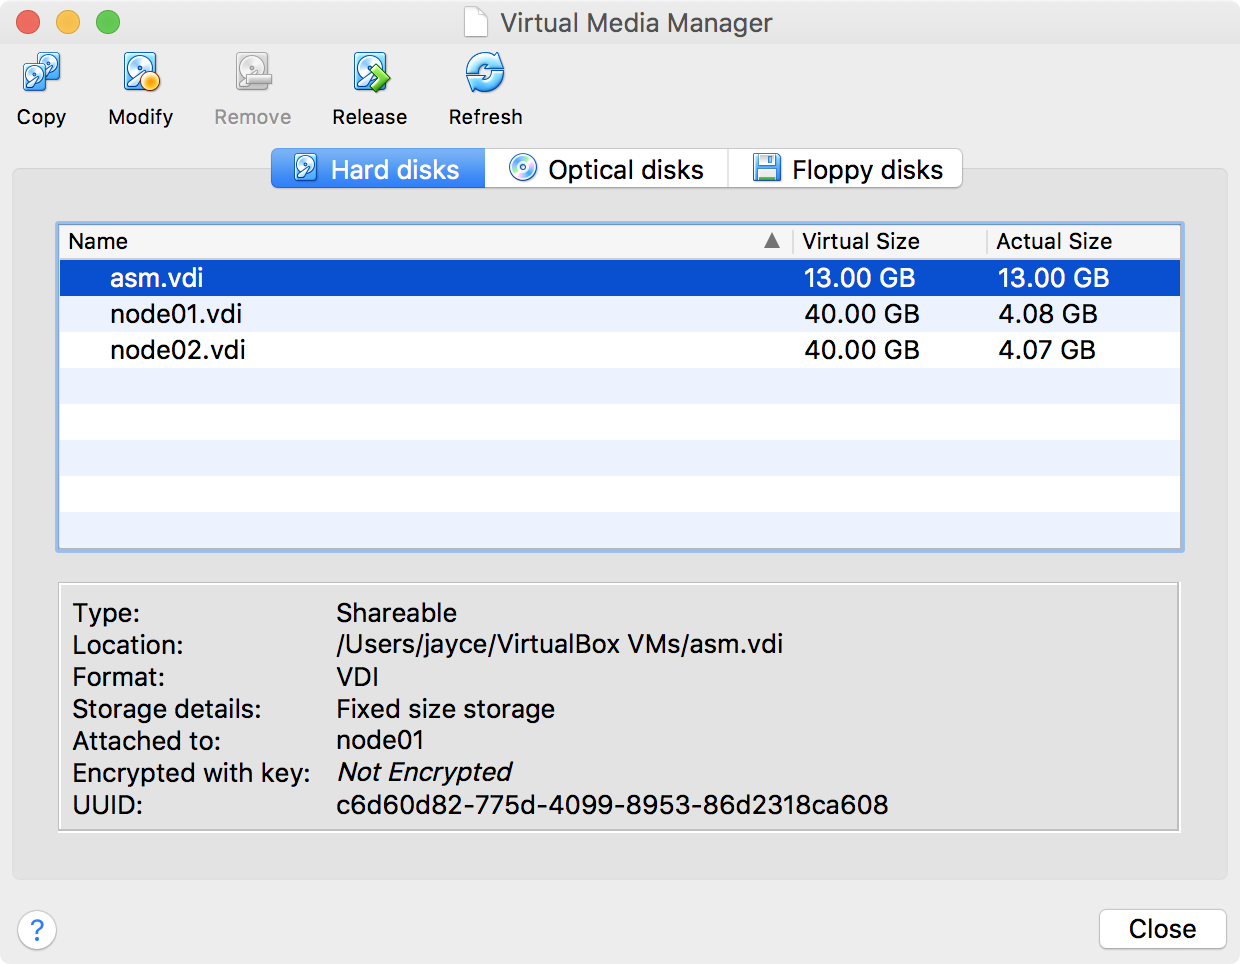 Virtual Media Manager
Copy Modify Remove Release Refresh
Hard disks Optical disks Floppy disks
Name Virtual Size Actual Size
asm.vdi 13.00 GB 13.00 GB
node01.vdi 40.00 GB 4.08 GB
node02.vdi 40.00 GB 4.07 GB
Type: Shareable
Location: /Users/jayce/VirtualBox VMs/asm.vdi
Format: VDI
Storage details: Fixed size storage
Attached to: node01
Encrypted with key: Not Encrypted
UUID: c6d60d82-775d-4099-8953-86d2318ca608
? Close